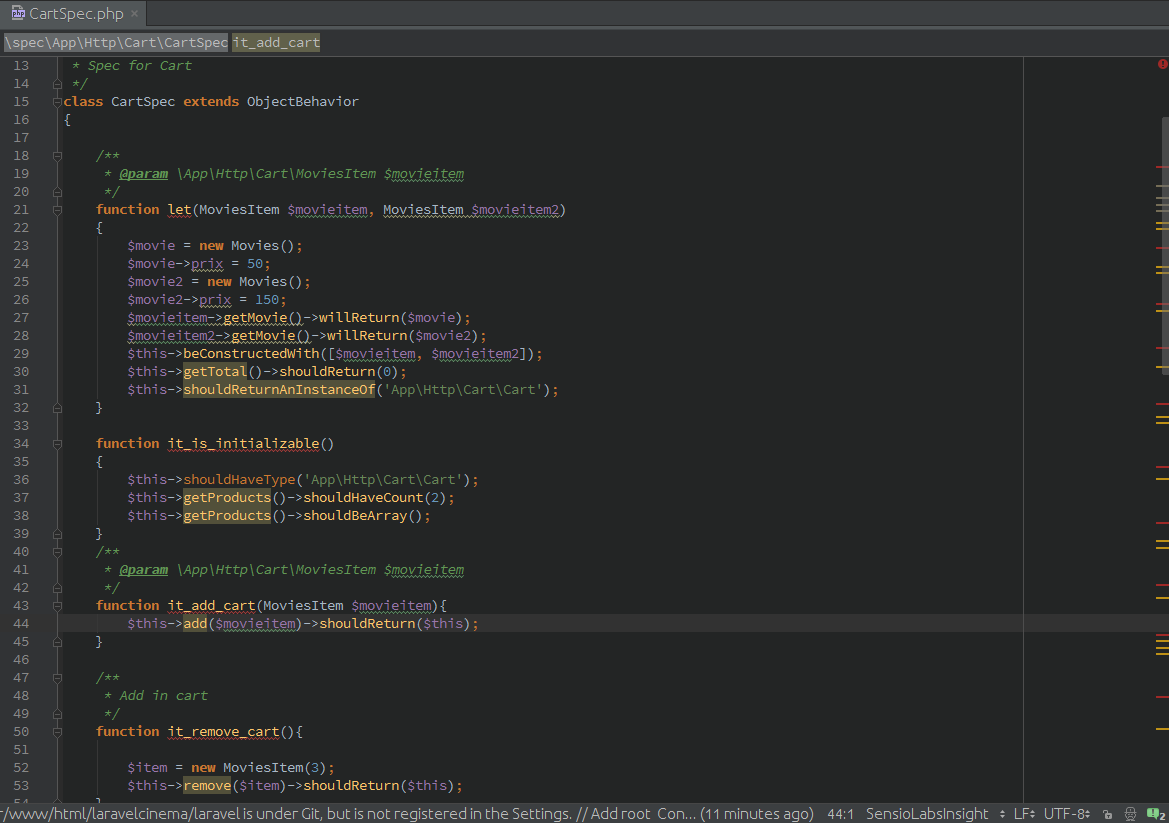 php CartSpec.php ×
\spec\App\Http\Cart\CartSpec it_add_cart
13 * Spec for Cart
14 */
15 class CartSpec extends ObjectBehavior
16 {
17
18 /**
19 * @param \App\Http\Cart\MoviesItem $movieitem
20 */
21 function let(MoviesItem $movieitem, MoviesItem $movieitem2)
22 {
23 $movie = new Movies();
24 $movie->prix = 50;
25 $movie2 = new Movies();
26 $movie2->prix = 150;
27 $movieitem->getMovie()->willReturn($movie);
28 $movieitem2->getMovie()->willReturn($movie2);
29 $this->beConstructedWith([$movieitem, $movieitem2]);
30 $this->getTotal()->shouldReturn(0);
31 $this->shouldReturnAnInstanceOf('App\Http\Cart\Cart');
32 }
33
34 function it_is_initializable()
35 {
36 $this->shouldHaveType('App\Http\Cart\Cart');
37 $this->getProducts()->shouldHaveCount(2);
38 $this->getProducts()->shouldBeArray();
39 }
40 /**
41 * @param \App\Http\Cart\MoviesItem $movieitem
42 */
43 function it_add_cart(MoviesItem $movieitem){
44 $this->add($movieitem)->shouldReturn($this);
45 }
46
47 /**
48 * Add in cart
49 */
50 function it_remove_cart(){
51
52 $item = new MoviesItem(3);
53 $this->remove($item)->shouldReturn($this);
54 }
r/www/html/laravelcinema/laravel is under Git, but is not registered in the Settings. // Add root Con... (11 minutes ago) 44:1 SensioLabsInsight LF UTF-8 2